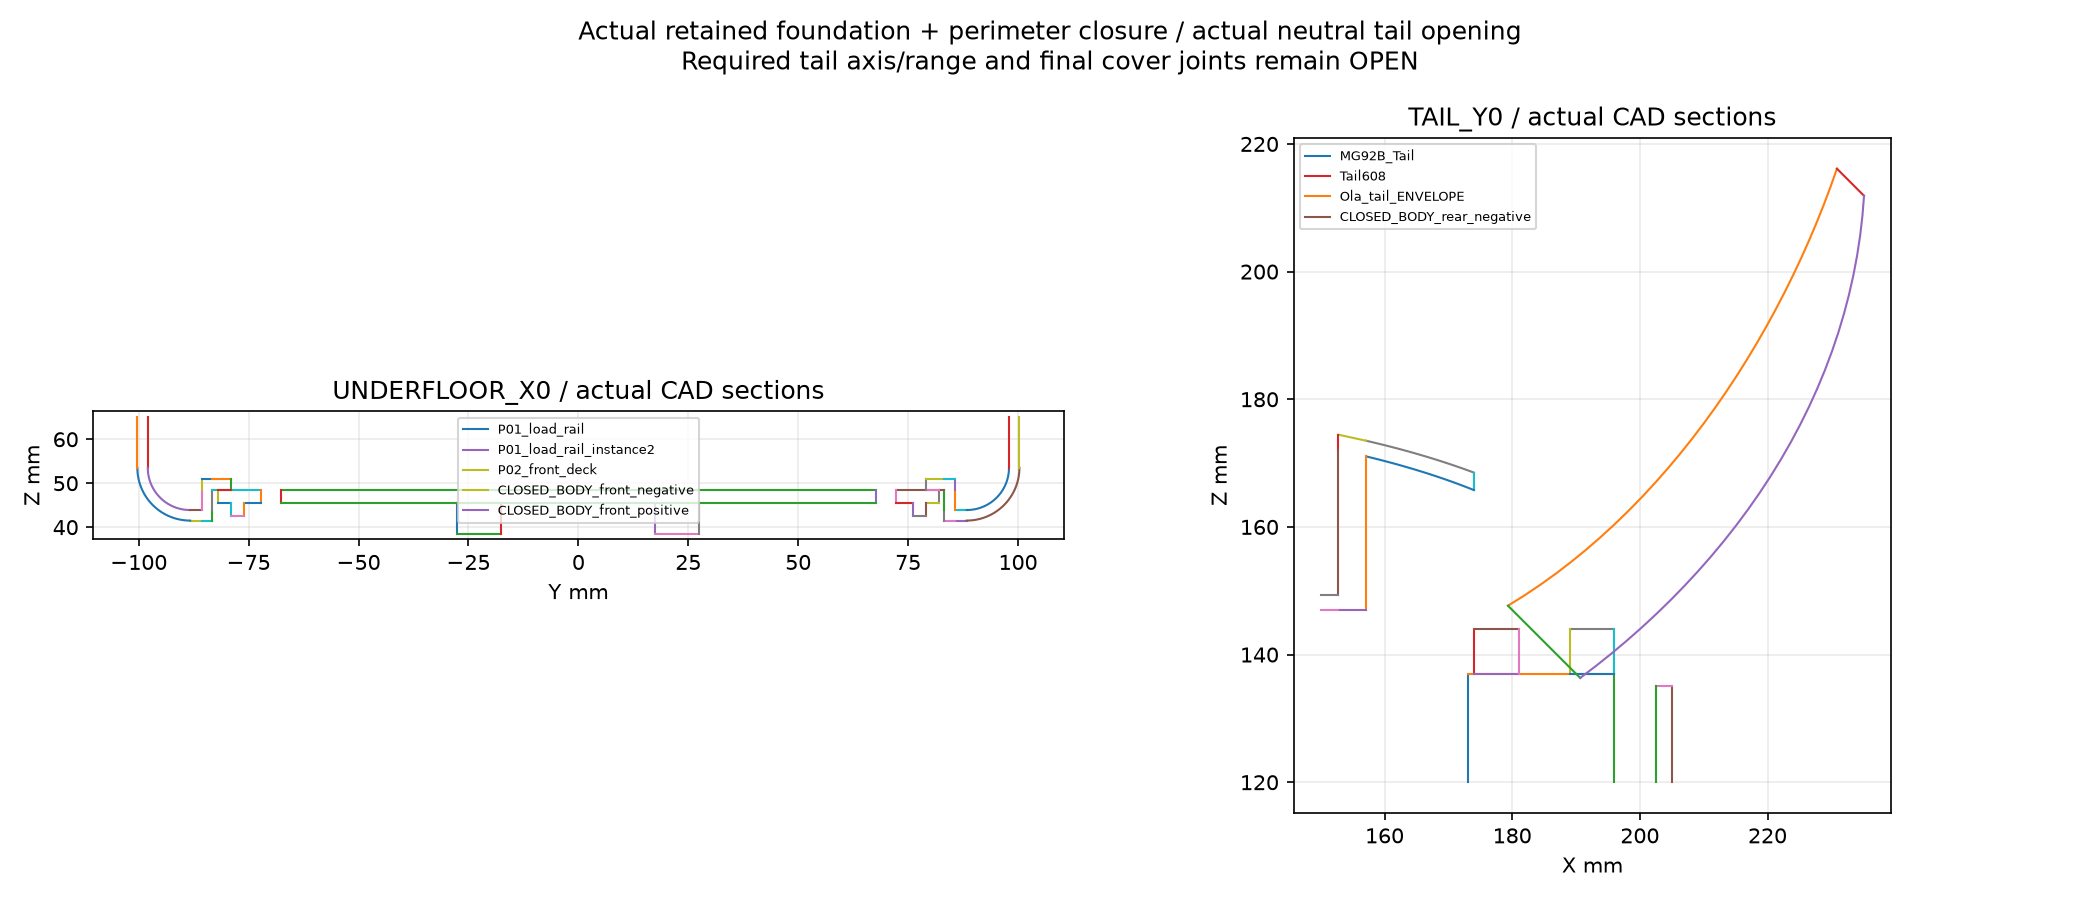 Actual retained foundation + perimeter closure / actual neutral tail opening
Required tail axis/range and final cover joints remain OPEN
UNDERFLOOR_X0 / actual CAD sections
P01_load_rail
P01_load_rail_instance2
P02_front_deck
CLOSED_BODY_front_negative
CLOSED_BODY_front_positive
60
50
40
Z mm
−100
−75
−50
−25
0
25
50
75
100
Y mm
TAIL_Y0 / actual CAD sections
MG92B_Tail
Tail608
Ola_tail_ENVELOPE
CLOSED_BODY_rear_negative
220
200
180
160
140
120
Z mm
160
180
200
220
X mm